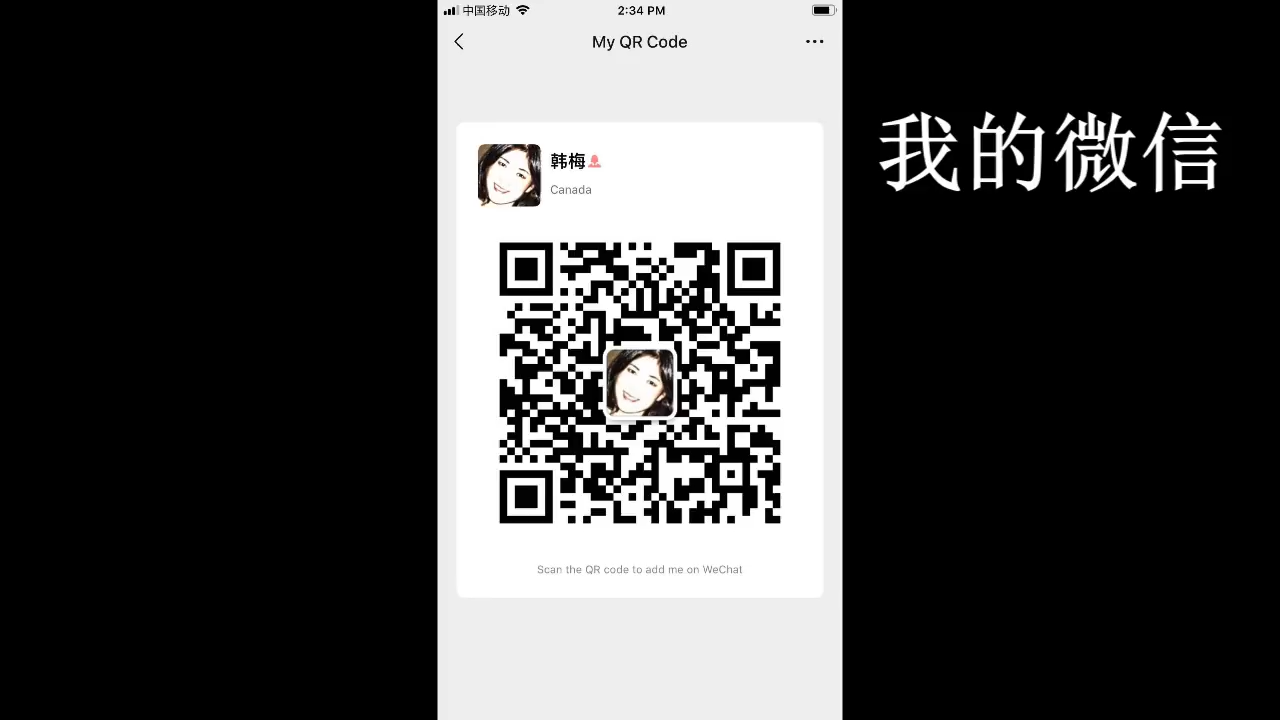 中国移动
2:34 PM
My QR Code
我的微信
韩梅
Canada
Scan the QR code to add me on WeChat